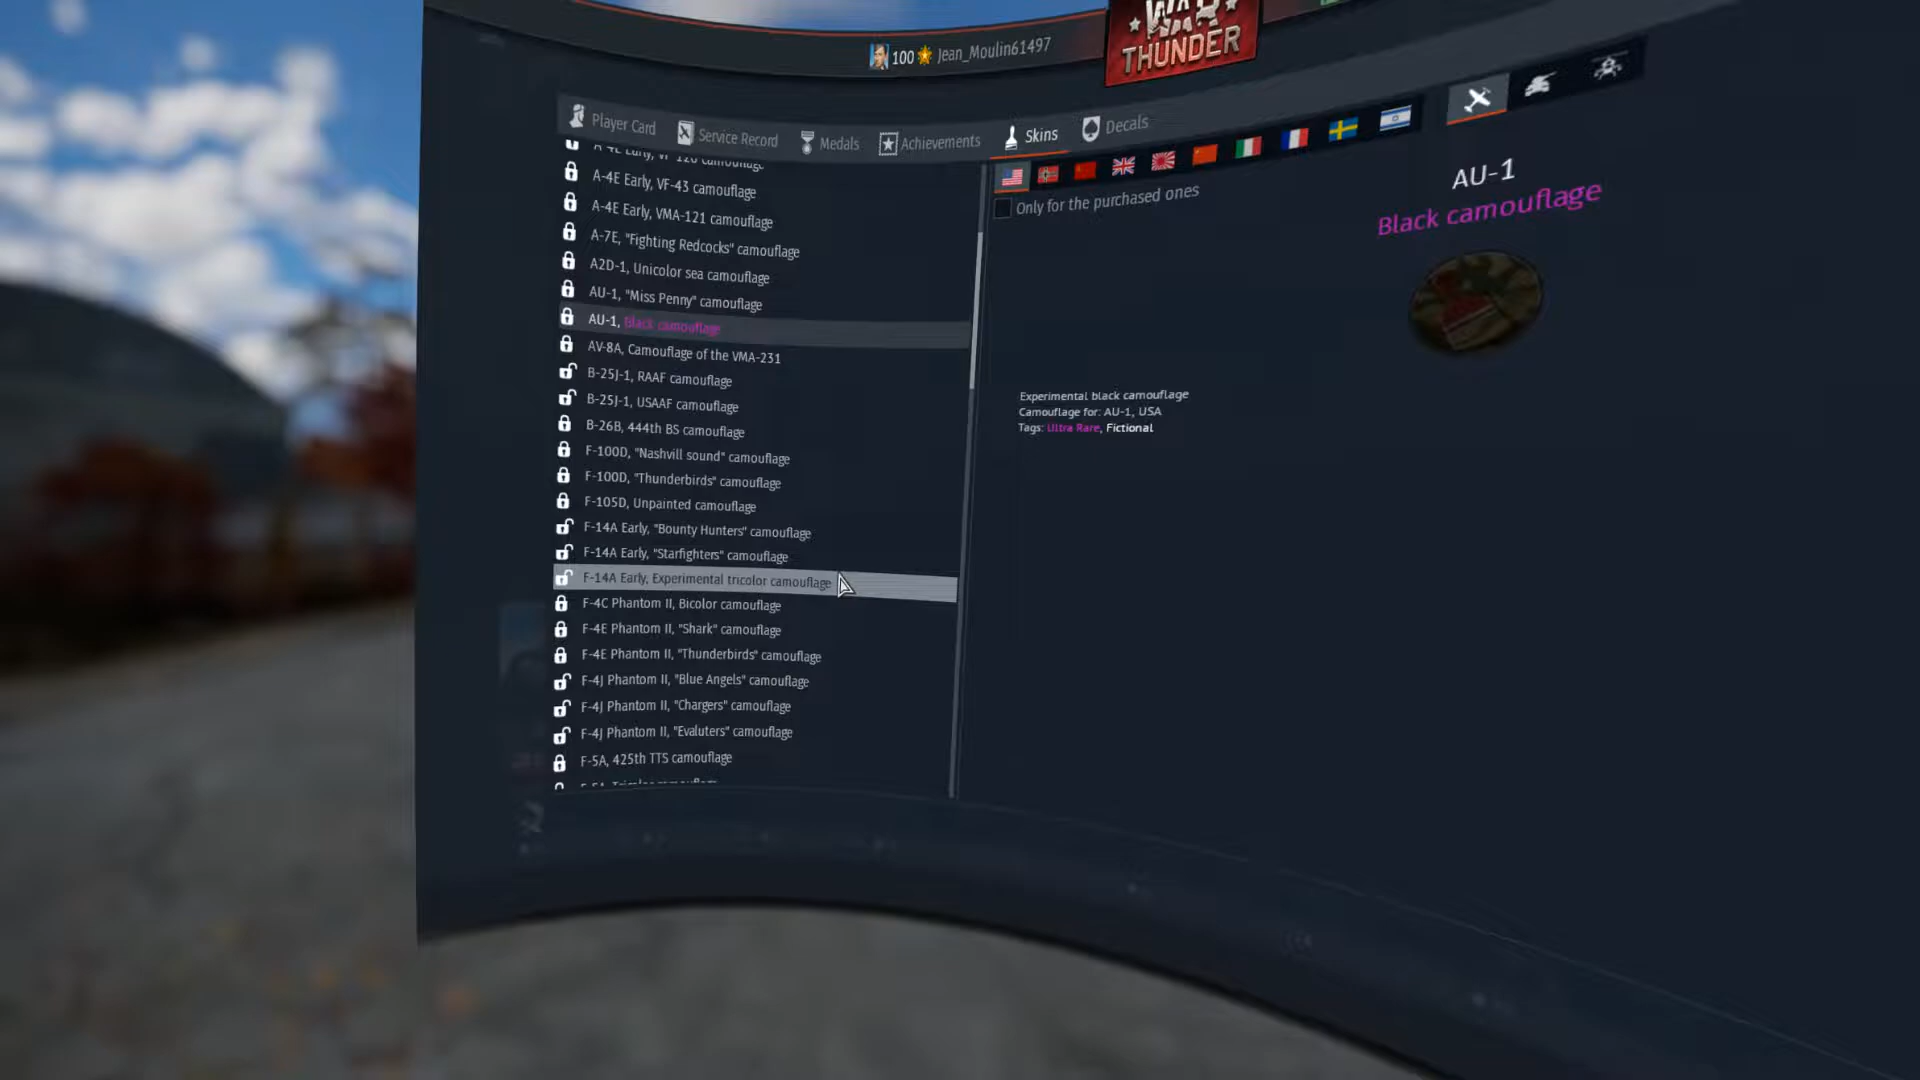 100 Jean_Moulin61497
WAR THUNDER
Player Card
Service Record
Medals
Achievements
Skins
Decals
A-4E Early, VF-43 camouflage
A-4E Early, VMA-121 camouflage
A-7E, "Fighting Redcocks" camouflage
A2D-1, Unicolor sea camouflage
AU-1, "Miss Penny" camouflage
AU-1, Black camouflage
AV-8A, Camouflage of the VMA-231
B-25J-1, RAAF camouflage
B-25J-1, USAAF camouflage
B-26B, 444th BS camouflage
F-100D, "Nashvill sound" camouflage
F-100D, "Thunderbirds" camouflage
F-105D, Unpainted camouflage
F-14A Early, "Bounty Hunters" camouflage
F-14A Early, "Starfighters" camouflage
F-14A Early, Experimental tricolor camouflage
F-4C Phantom II, Bicolor camouflage
F-4E Phantom II, "Shark" camouflage
F-4E Phantom II, "Thunderbirds" camouflage
F-4J Phantom II, "Blue Angels" camouflage
F-4J Phantom II, "Chargers" camouflage
F-4J Phantom II, "Evaluters" camouflage
F-5A, 425th TTS camouflage
Only for the purchased ones
AU-1
Black camouflage
Experimental black camouflage
Camouflage for: AU-1, USA
Tags: Ultra Rare, Fictional